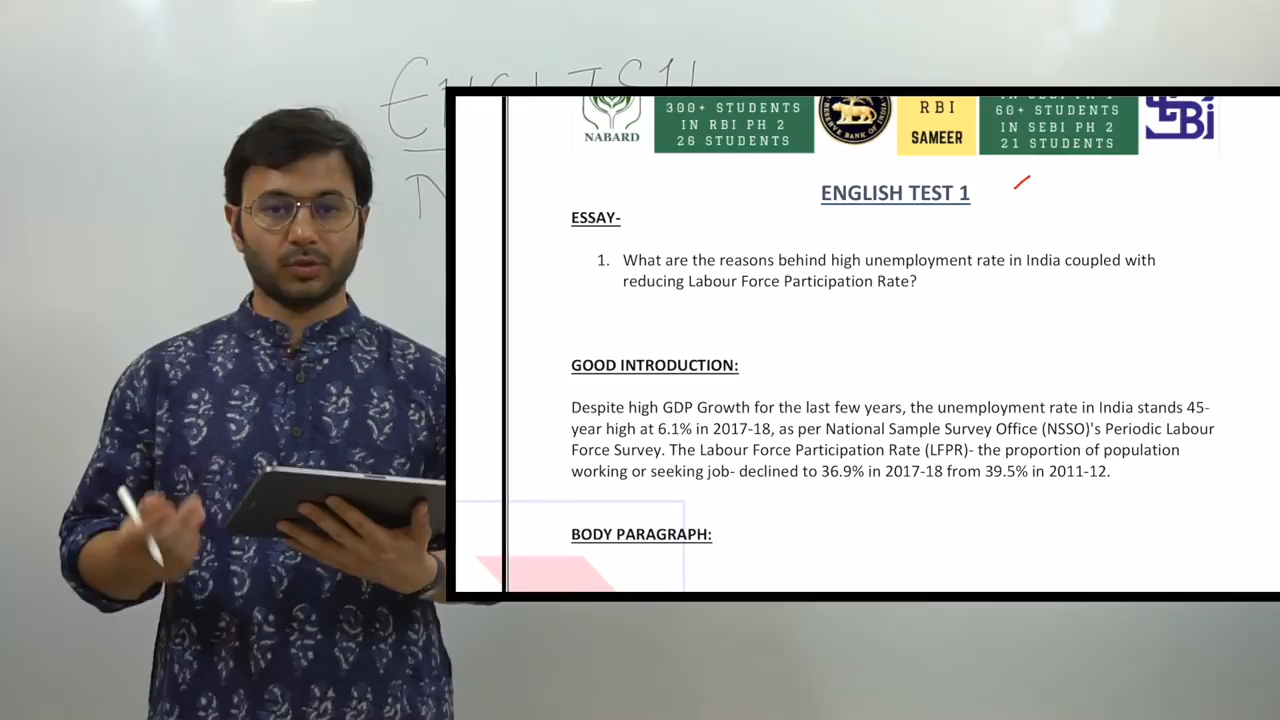 300+ STUDENTS
IN RBI PH 2
26 STUDENTS
NABARD
RESERVE BANK OF INDIA
RBI
SAMEER
60+ STUDENTS
IN SEBI PH 2
21 STUDENTS
ENGLISH TEST 1
ESSAY-
1. What are the reasons behind high unemployment rate in India coupled with
reducing Labour Force Participation Rate?
GOOD INTRODUCTION:
Despite high GDP Growth for the last few years, the unemployment rate in India stands 45-
year high at 6.1% in 2017-18, as per National Sample Survey Office (NSSO)'s Periodic Labour
Force Survey. The Labour Force Participation Rate (LFPR)- the proportion of population
working or seeking job- declined to 36.9% in 2017-18 from 39.5% in 2011-12.
BODY PARAGRAPH: